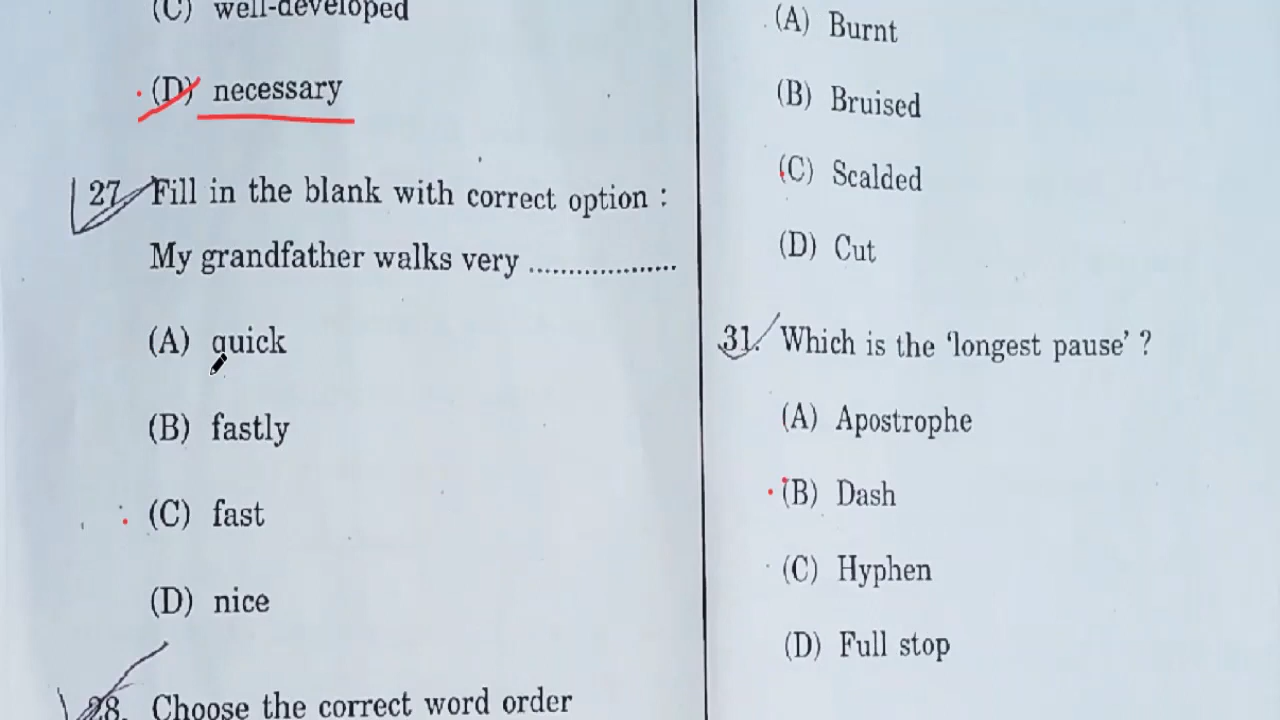 (C) well-developed
(D) necessary
27. Fill in the blank with correct option :
My grandfather walks very ...................
(A) quick
(B) fastly
(C) fast
(D) nice
28. Choose the correct word order
(A) Burnt
(B) Bruised
(C) Scalded
(D) Cut
31. Which is the 'longest pause' ?
(A) Apostrophe
(B) Dash
(C) Hyphen
(D) Full stop